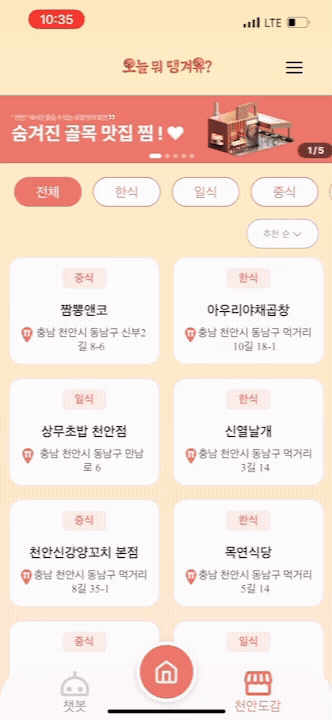 10:35
LTE
오늘 뭐 땡겨유?
숨겨진 골목 맛집 찜!
1/5
전체
한식
일식
중식
추천 순
중식
짬뽕앤코
충남 천안시 동남구 신부2
길 8-6
한식
아우리야채곱창
충남 천안시 동남구 먹거리
10길 18-1
일식
상무초밥 천안점
충남 천안시 동남구 만남
로 6
한식
신열날개
충남 천안시 동남구 먹거리
3길 14
중식
천안신강양꼬치 본점
충남 천안시 동남구 먹거리
8길 35-1
한식
목연식당
충남 천안시 동남구 먹거리
5길 14
중식
일식
챗봇
천안도감